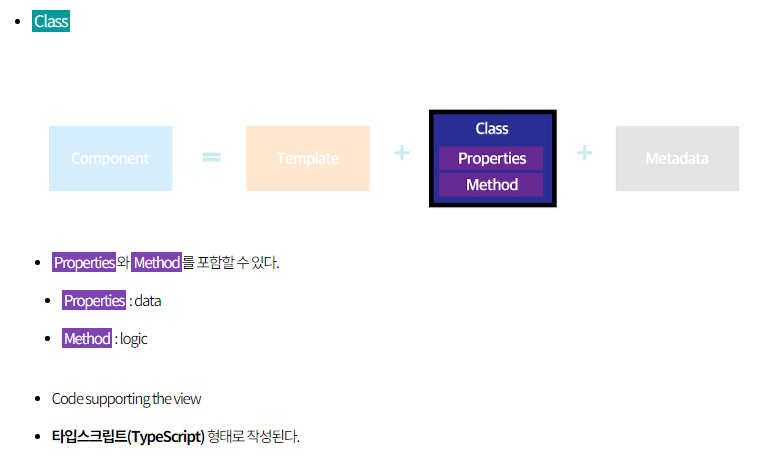 Class
Component = Template + Class + Metadata
Properties
Method
Properties와 Method를 포함할 수 있다.
Properties : data
Method : logic
Code supporting the view
타입스크립트(TypeScript) 형태로 작성된다.